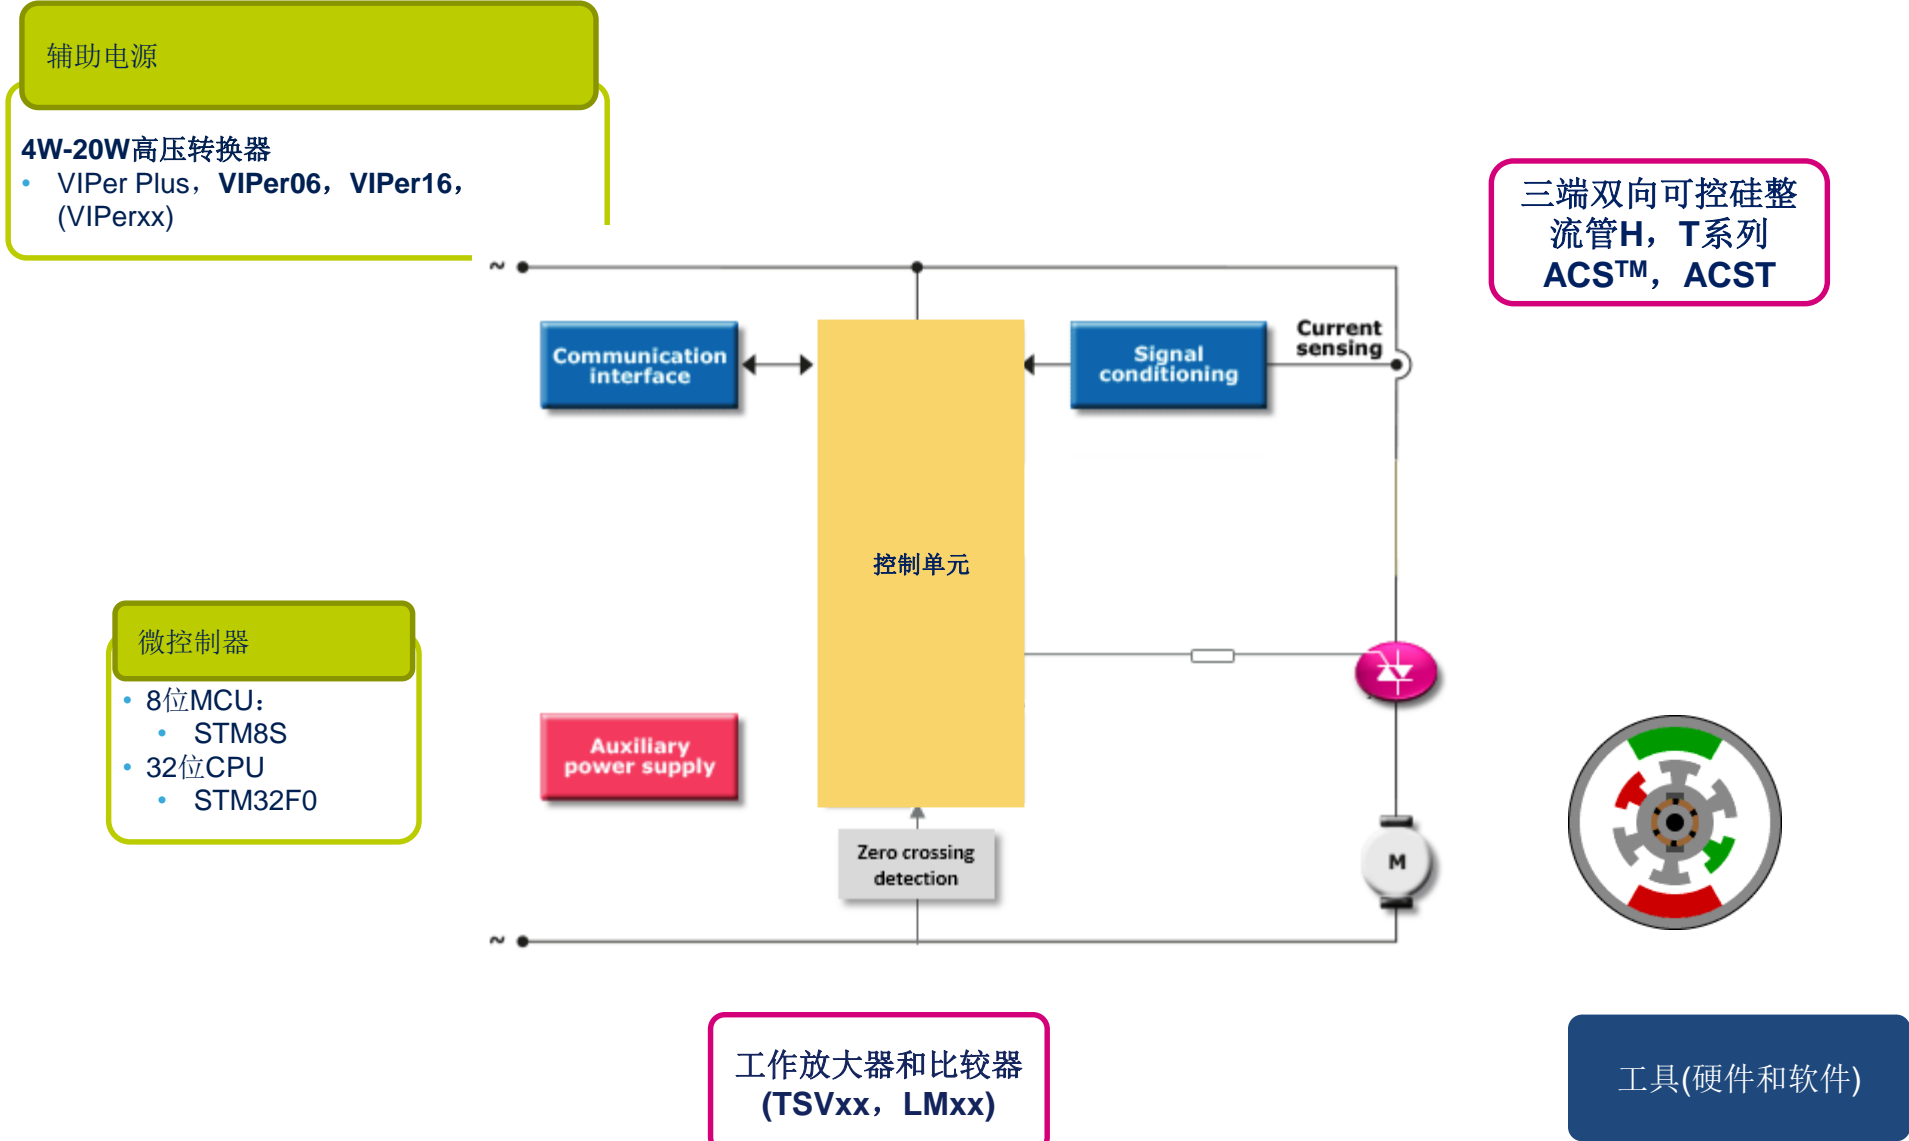 辅助电源
4W-20W高压转换器
• VIPer Plus，VIPer06，VIPer16，
(VIPerxx)
三端双向可控硅整
流管H，T系列
ACS™，ACST
~
Communication
interface
Signal
conditioning
Current
sensing
控制单元
微控制器
• 8位MCU：
• STM8S
• 32位CPU
• STM32F0
Auxiliary
power supply
Zero crossing
detection
M
~
工作放大器和比较器
(TSVxx，LMxx)
工具(硬件和软件)